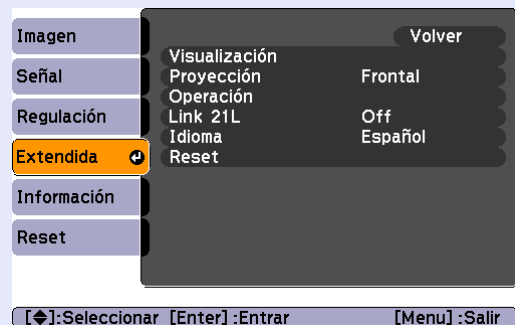 Imagen
Señal
Regulación
Extendida
Información
Reset
Volver
Visualización
Proyección Frontal
Operación
Link 21L Off
Idioma Español
Reset
[◆]:Seleccionar [Enter] :Entrar [Menu] :Salir